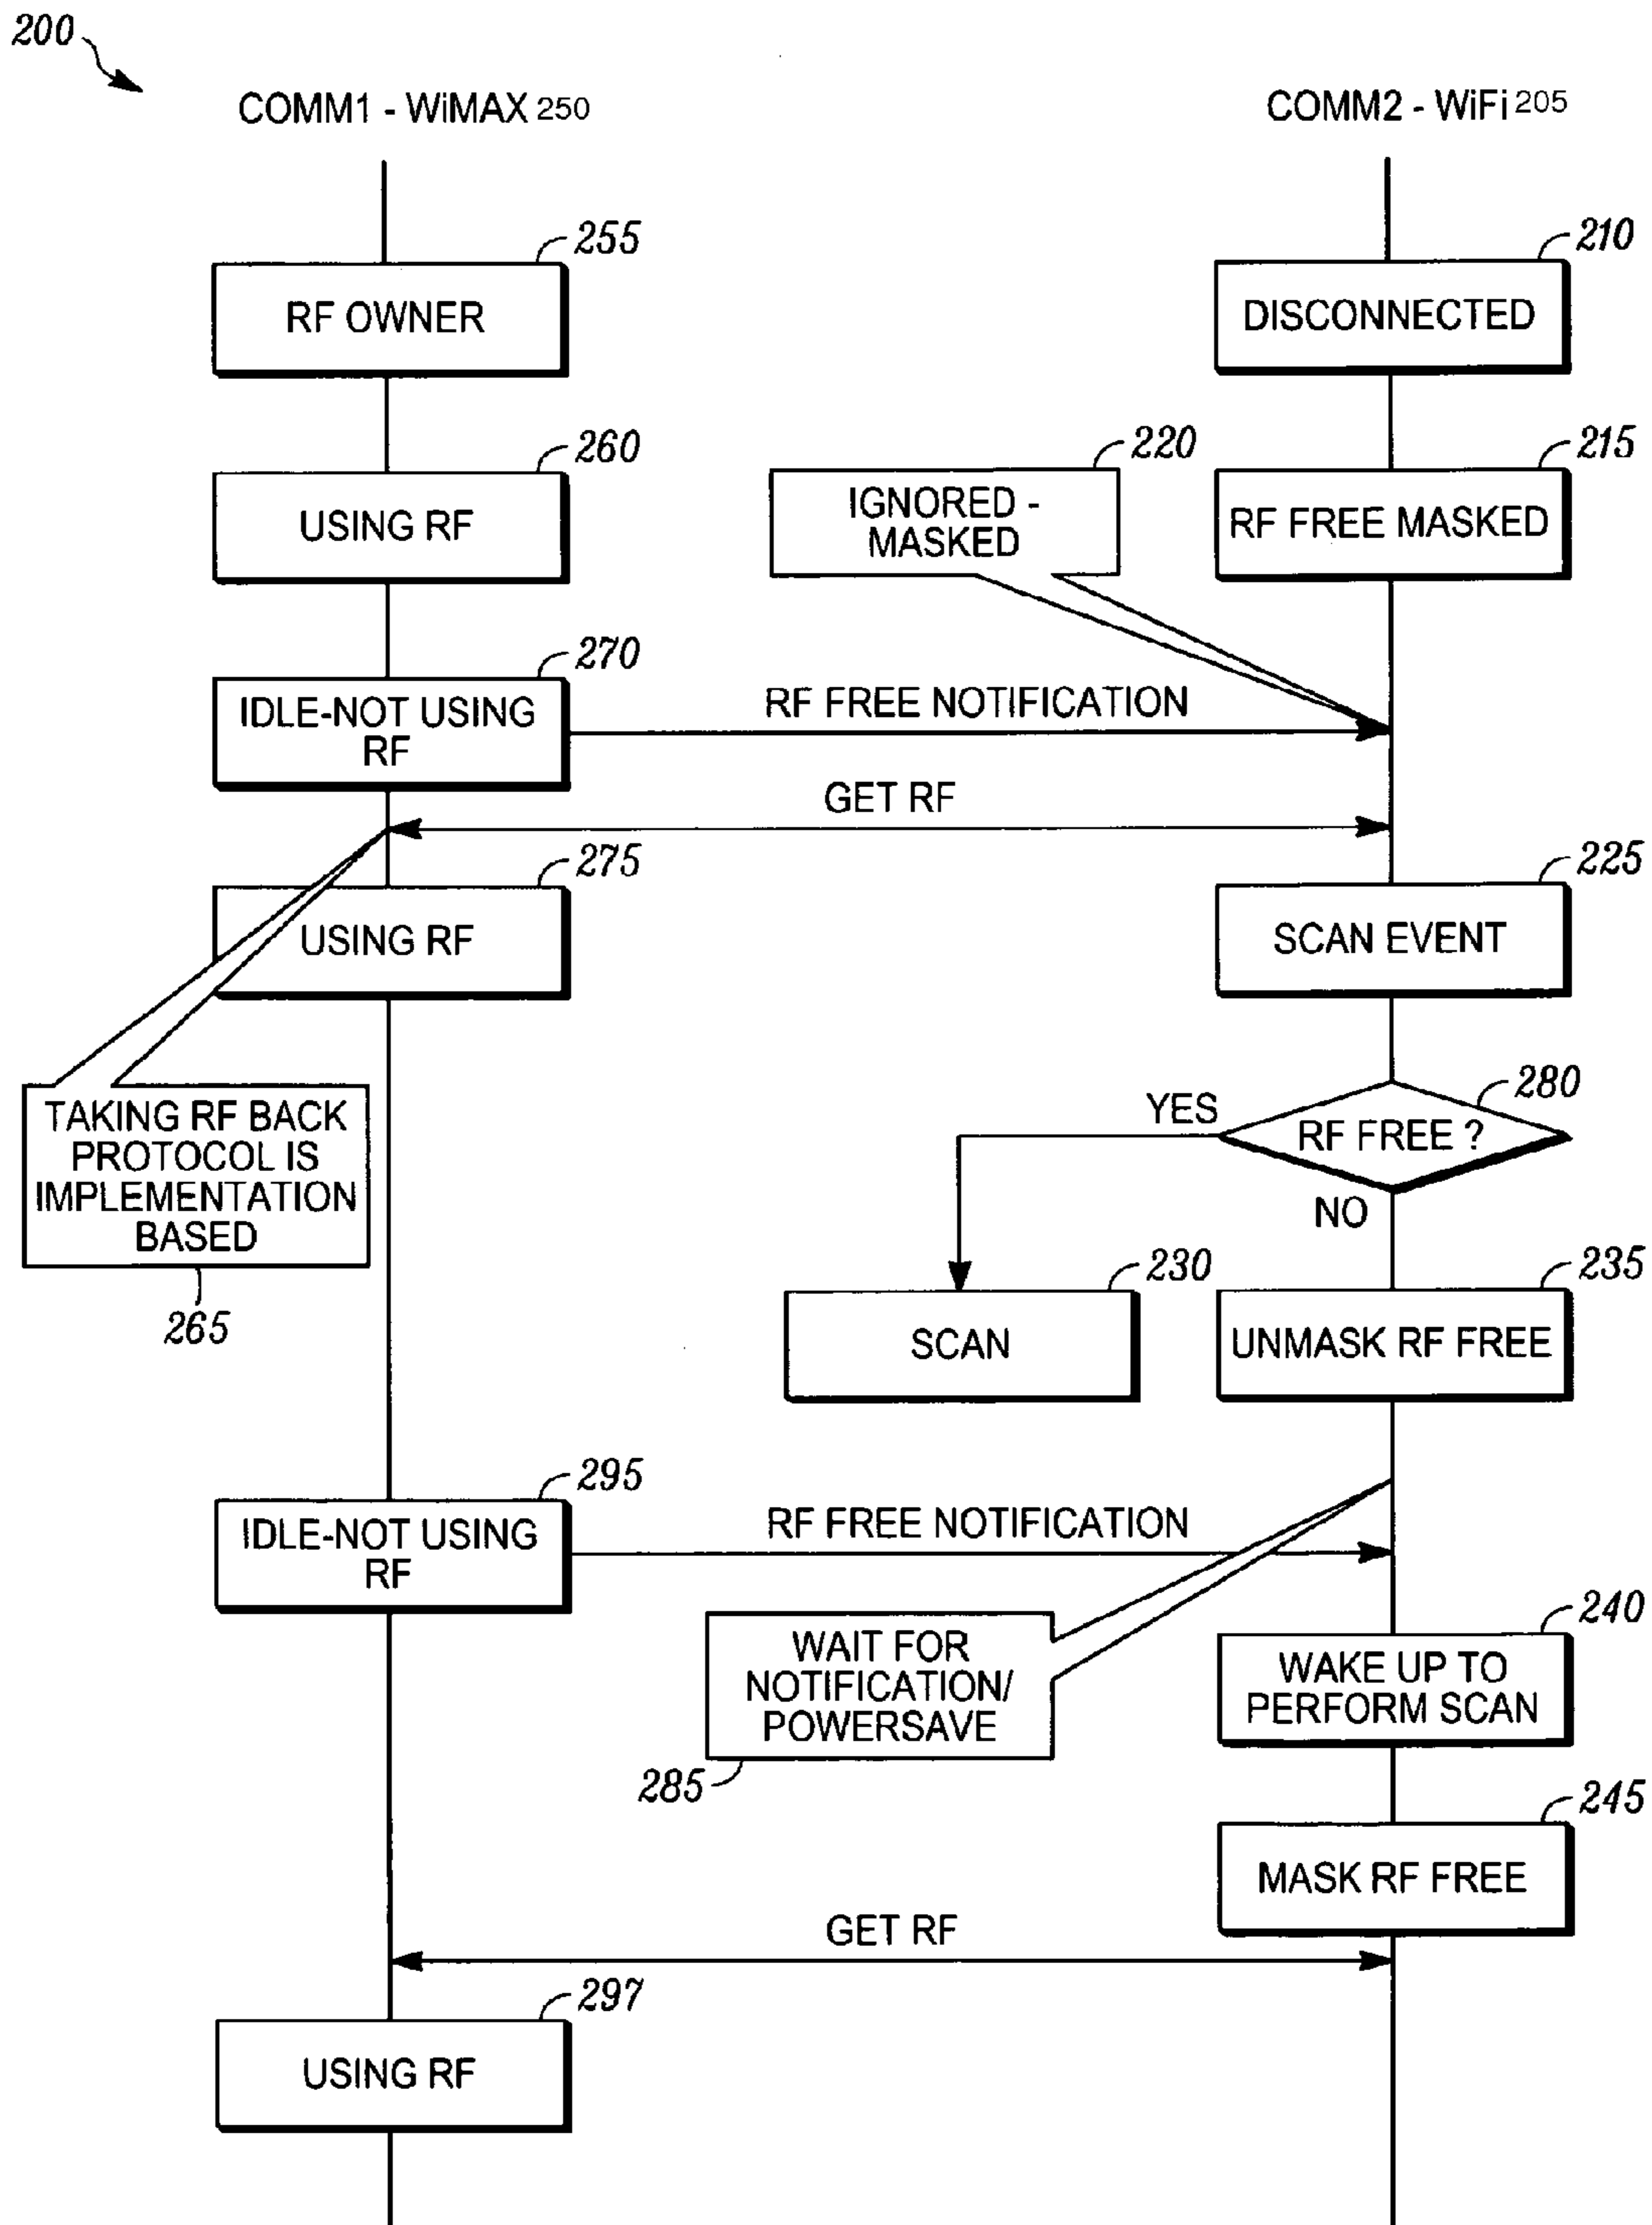 200
COMM1 - WiMAX 250
COMM2 - WiFi 205
255
RF OWNER
210
DISCONNECTED
260
USING RF
220
IGNORED -
MASKED
215
RF FREE MASKED
270
IDLE-NOT USING
RF
RF FREE NOTIFICATION
GET RF
275
USING RF
225
SCAN EVENT
TAKING RF BACK
PROTOCOL IS
IMPLEMENTATION
BASED
265
280
YES
RF FREE ?
NO
230
SCAN
235
UNMASK RF FREE
295
IDLE-NOT USING
RF
RF FREE NOTIFICATION
WAIT FOR
NOTIFICATION/
POWERSAVE
285
240
WAKE UP TO
PERFORM SCAN
245
MASK RF FREE
GET RF
297
USING RF